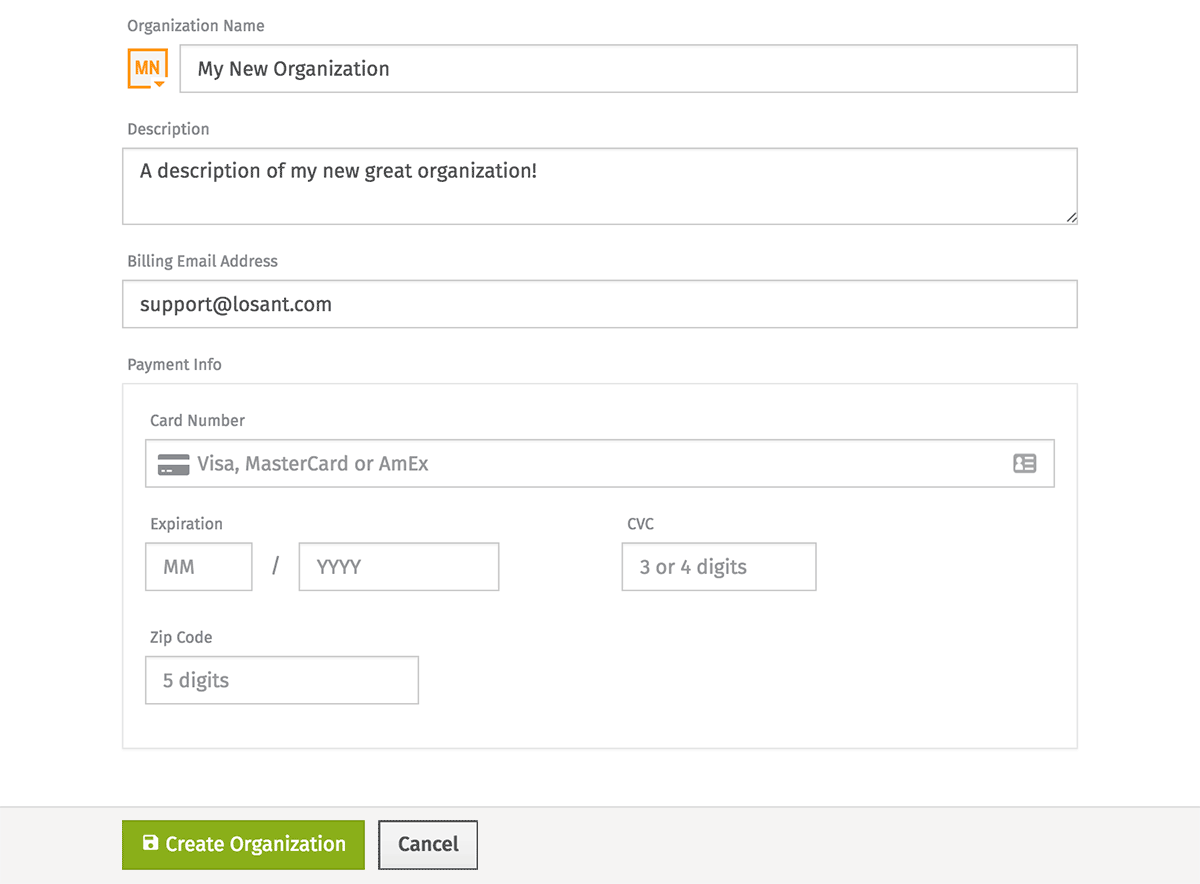 Organization Name
MN My New Organization
Description
A description of my new great organization!
Billing Email Address
support@losant.com
Payment Info
Card Number
Visa, MasterCard or AmEx
Expiration CVC
MM / YYYY 3 or 4 digits
Zip Code
5 digits
Create Organization Cancel